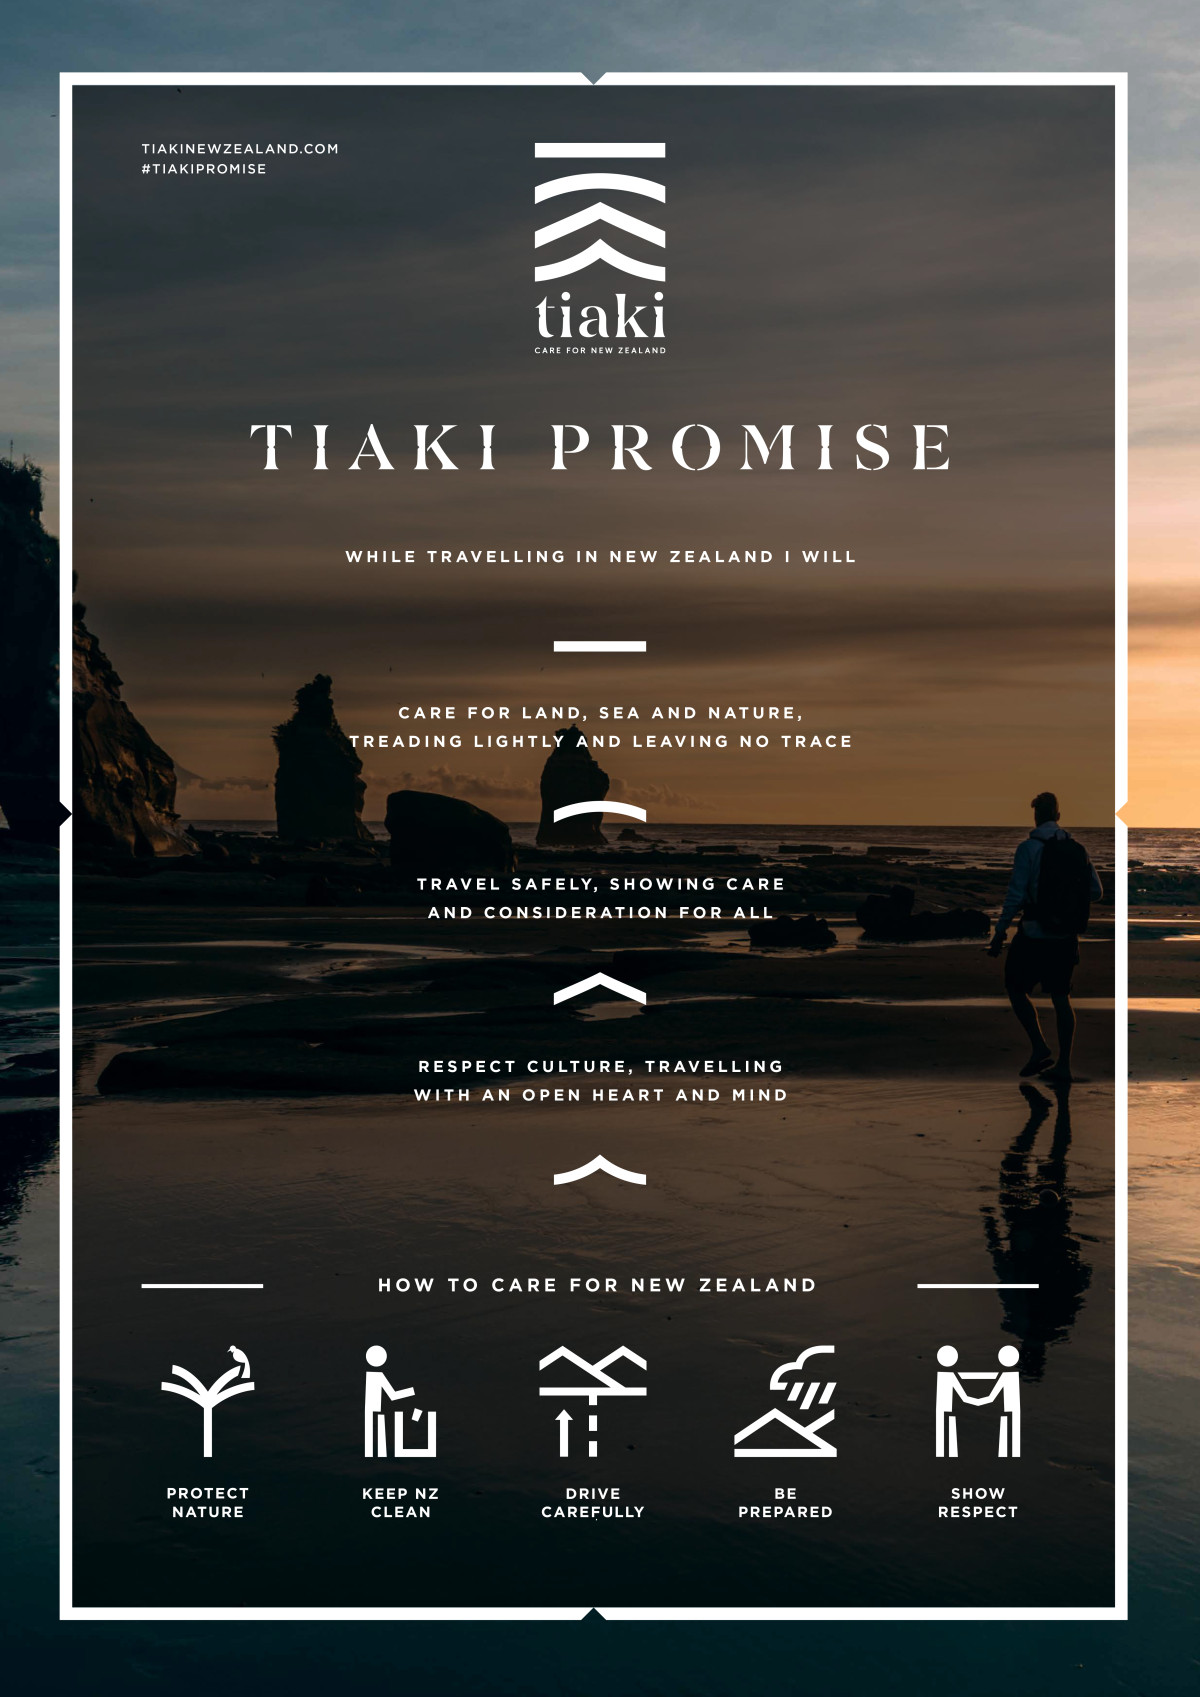 TIAKINEWZEALAND.COM
#TIAKIPROMISE
tiaki
CARE FOR NEW ZEALAND
TIAKI PROMISE
WHILE TRAVELLING IN NEW ZEALAND I WILL
CARE FOR LAND, SEA AND NATURE,
TREADING LIGHTLY AND LEAVING NO TRACE
TRAVEL SAFELY, SHOWING CARE
AND CONSIDERATION FOR ALL
RESPECT CULTURE, TRAVELLING
WITH AN OPEN HEART AND MIND
HOW TO CARE FOR NEW ZEALAND
PROTECT
NATURE
KEEP NZ
CLEAN
DRIVE
CAREFULLY
BE
PREPARED
SHOW
RESPECT